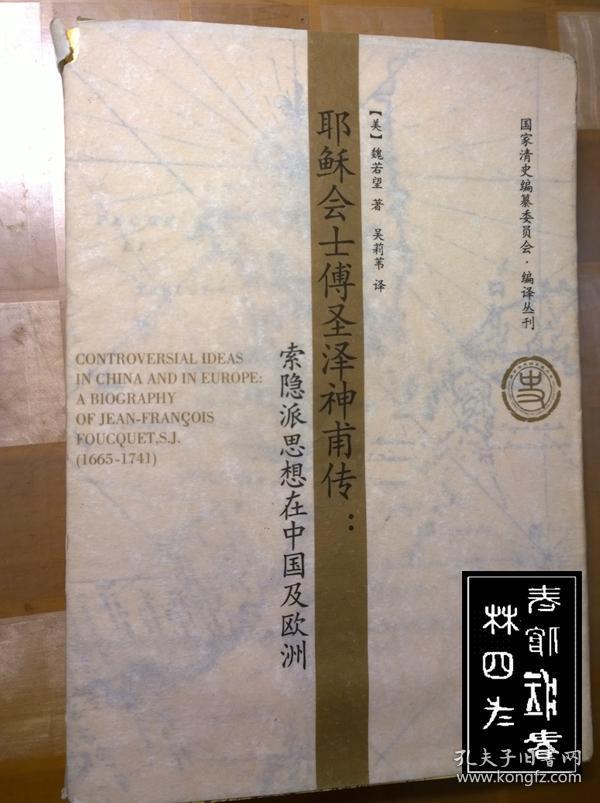 国家清史编纂委员会·编译丛刊
【美】魏若望 著 吴莉苇 译
耶稣会士傅圣泽神甫传：
索隐派思想在中国及欧洲
CONTROVERSIAL IDEAS
IN CHINA AND IN EUROPE:
A BIOGRAPHY
OF JEAN-FRANÇOIS
FOUCQUET,S.J.
(1665-1741)
史
孔夫子旧书网
www.kongfz.com